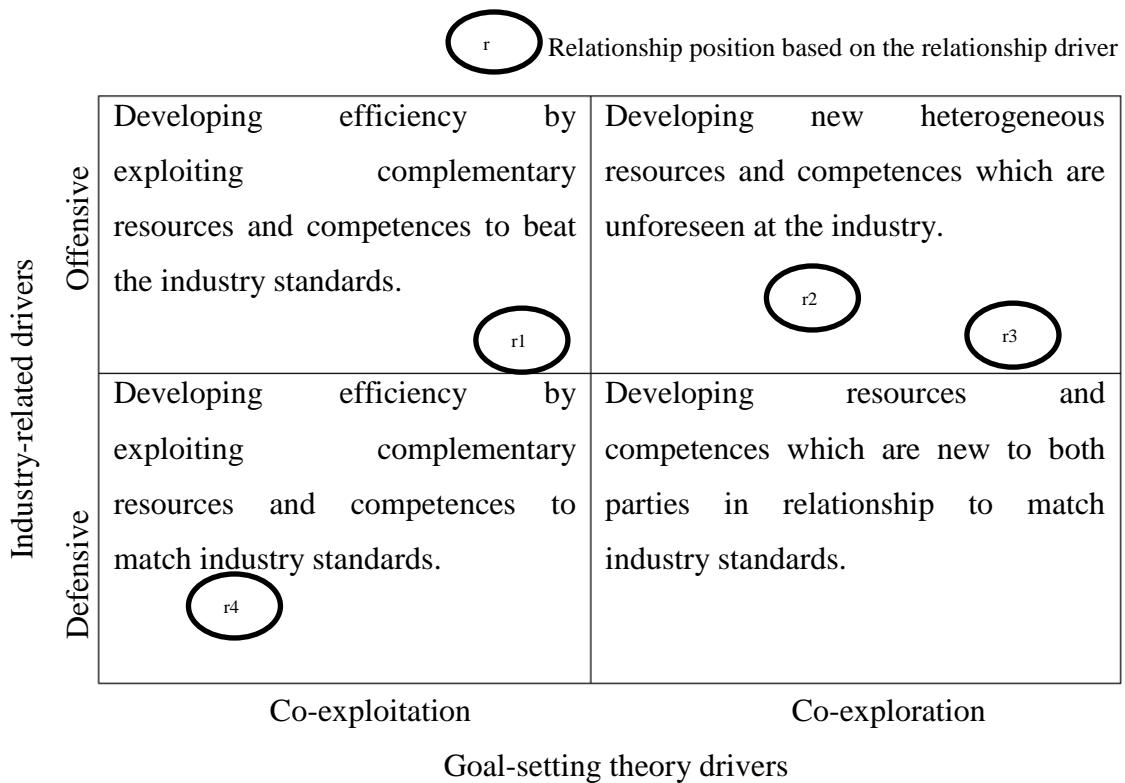 r Relationship position based on the relationship driver
Developing efficiency by
exploiting complementary
resources and competences to beat
the industry standards.
r1
Developing new heterogeneous
resources and competences which are
unforeseen at the industry.
r2
r3
Developing efficiency by
exploiting complementary
resources and competences to
match industry standards.
r4
Developing resources and
competences which are new to both
parties in relationship to match
industry standards.
Industry-related drivers
Offensive
Defensive
Co-exploitation
Co-exploration
Goal-setting theory drivers